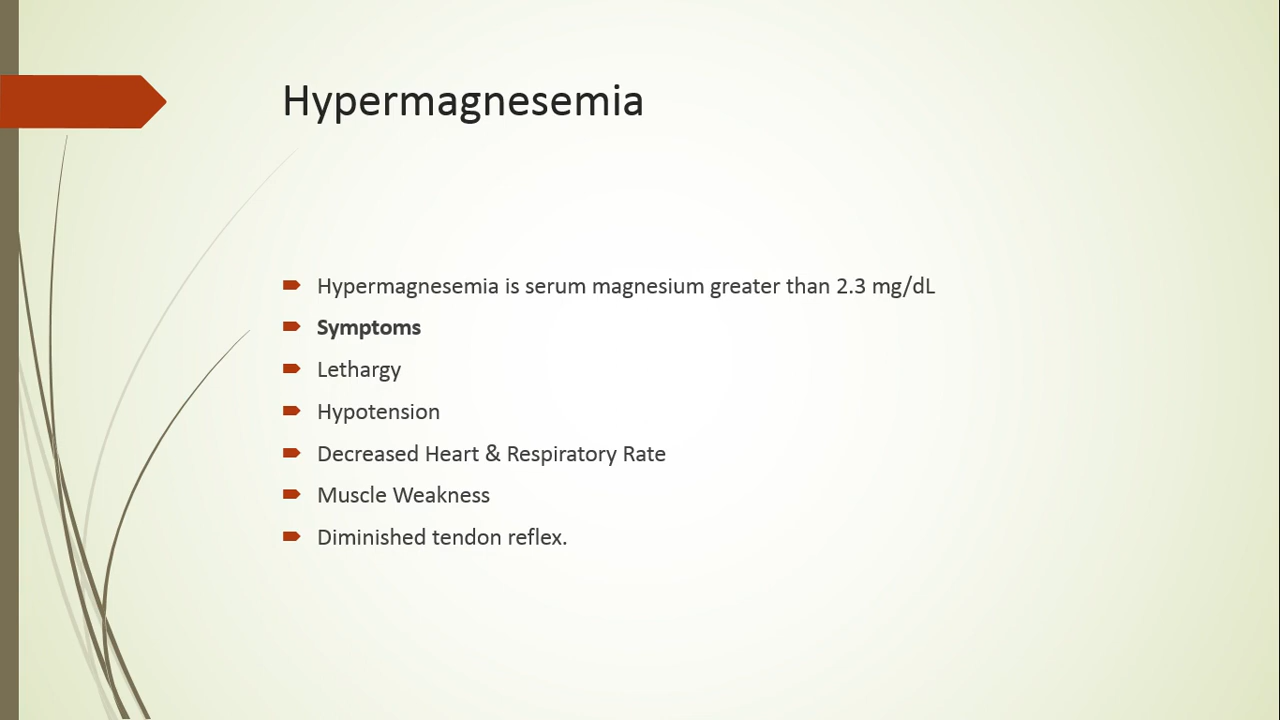 Hypermagnesemia
Hypermagnesemia is serum magnesium greater than 2.3 mg/dL
Symptoms
Lethargy
Hypotension
Decreased Heart & Respiratory Rate
Muscle Weakness
Diminished tendon reflex.